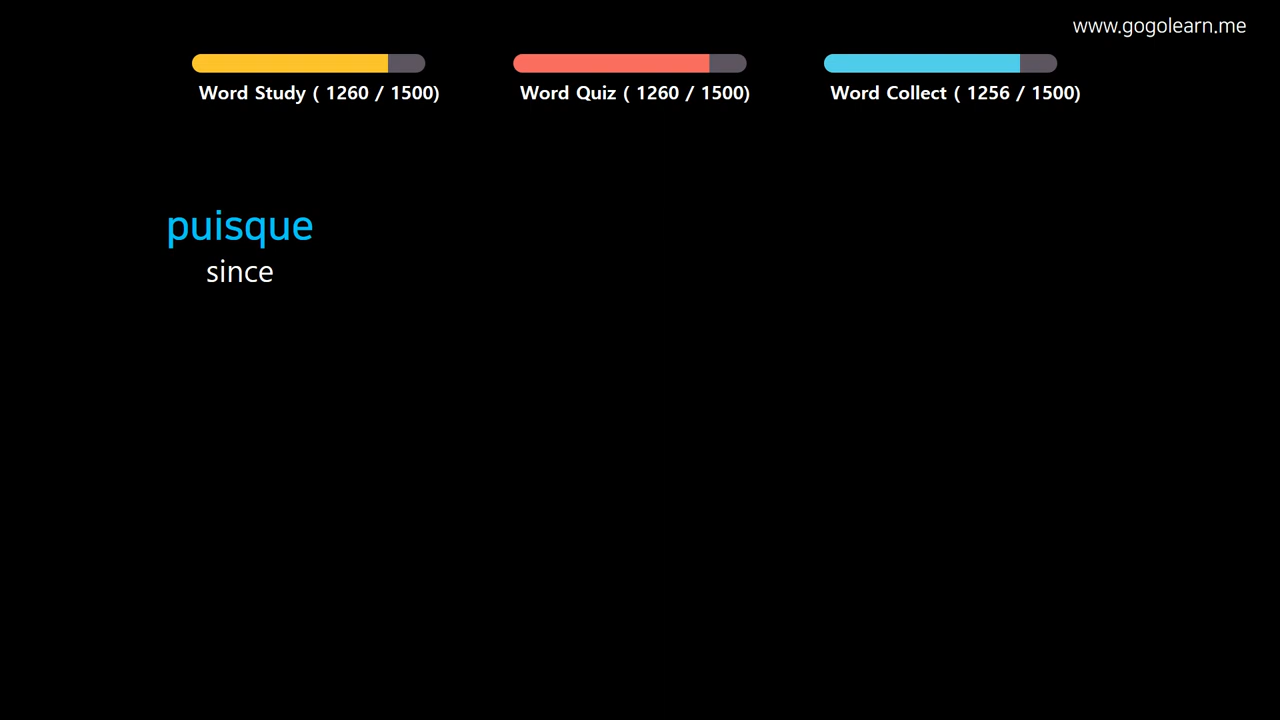 www.gogolearn.me
Word Study ( 1260 / 1500)
Word Quiz ( 1260 / 1500)
Word Collect ( 1256 / 1500)
puisque
since